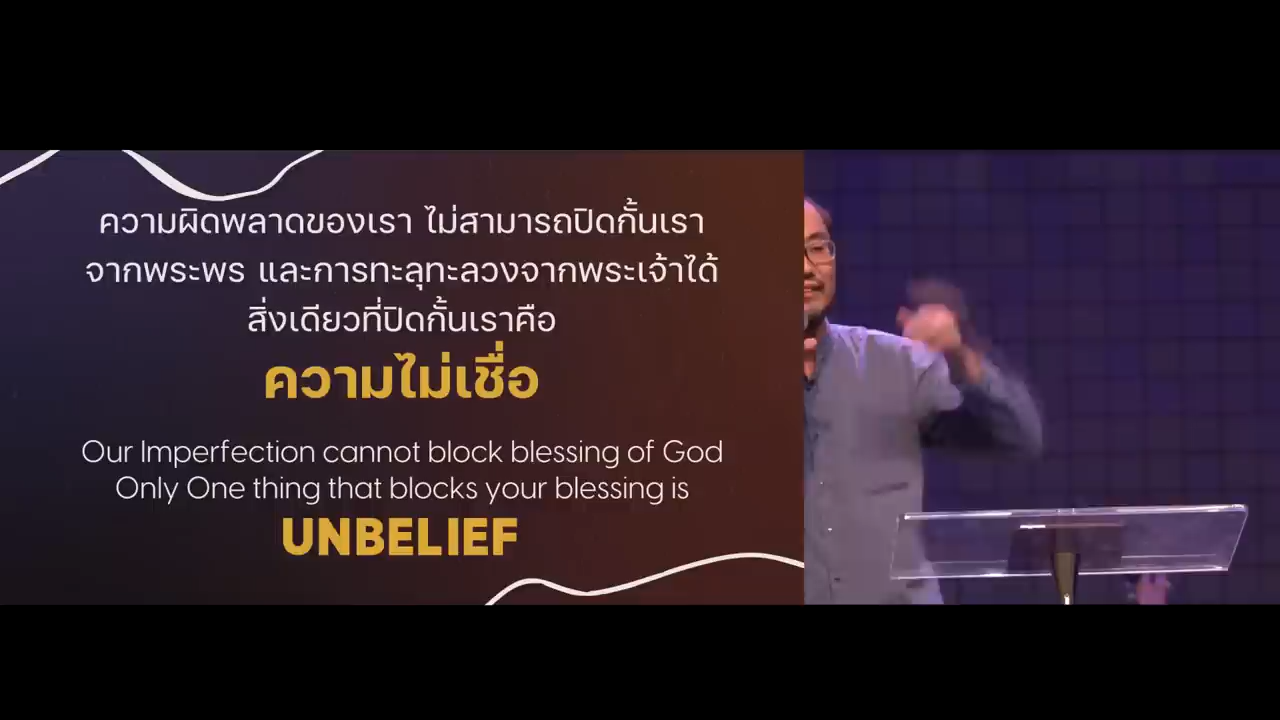 ความผิดพลาดของเรา ไม่สามารถปิดกั้นเรา
จากพระพร และการทะลุทะลวงจากพระเจ้าได้
สิ่งเดียวที่ปิดกั้นเราคือ
ความไม่เชื่อ
Our Imperfection cannot block blessing of God
Only One thing that blocks your blessing is
UNBELIEF